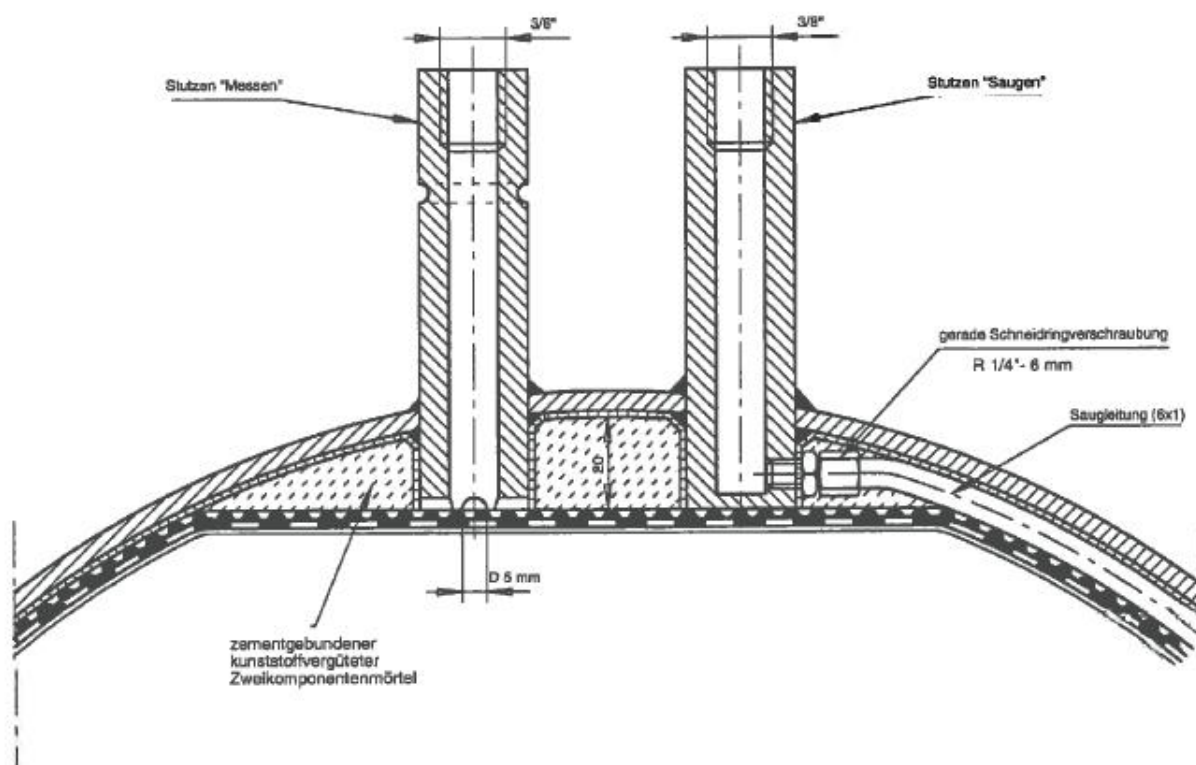 3/8"
3/8"
Stutzen "Messen"
Stutzen "Saugen"
gerade Schneidringverschraubung
R 1/4"- 6 mm
Saugleitung (6x1)
20
D 5 mm
zementgebundener
kunststoffvergüteter
Zweikomponentenmörtel